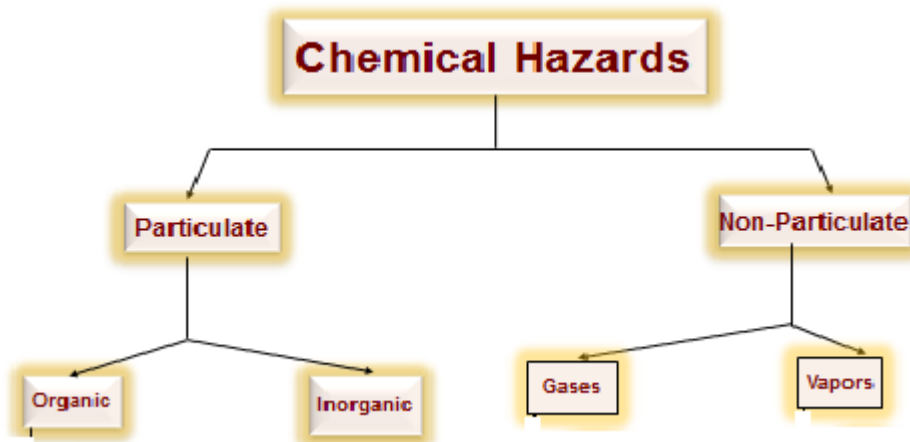 Chemical Hazards
Particulate
Non-Particulate
Organic
Inorganic
Gases
Vapors